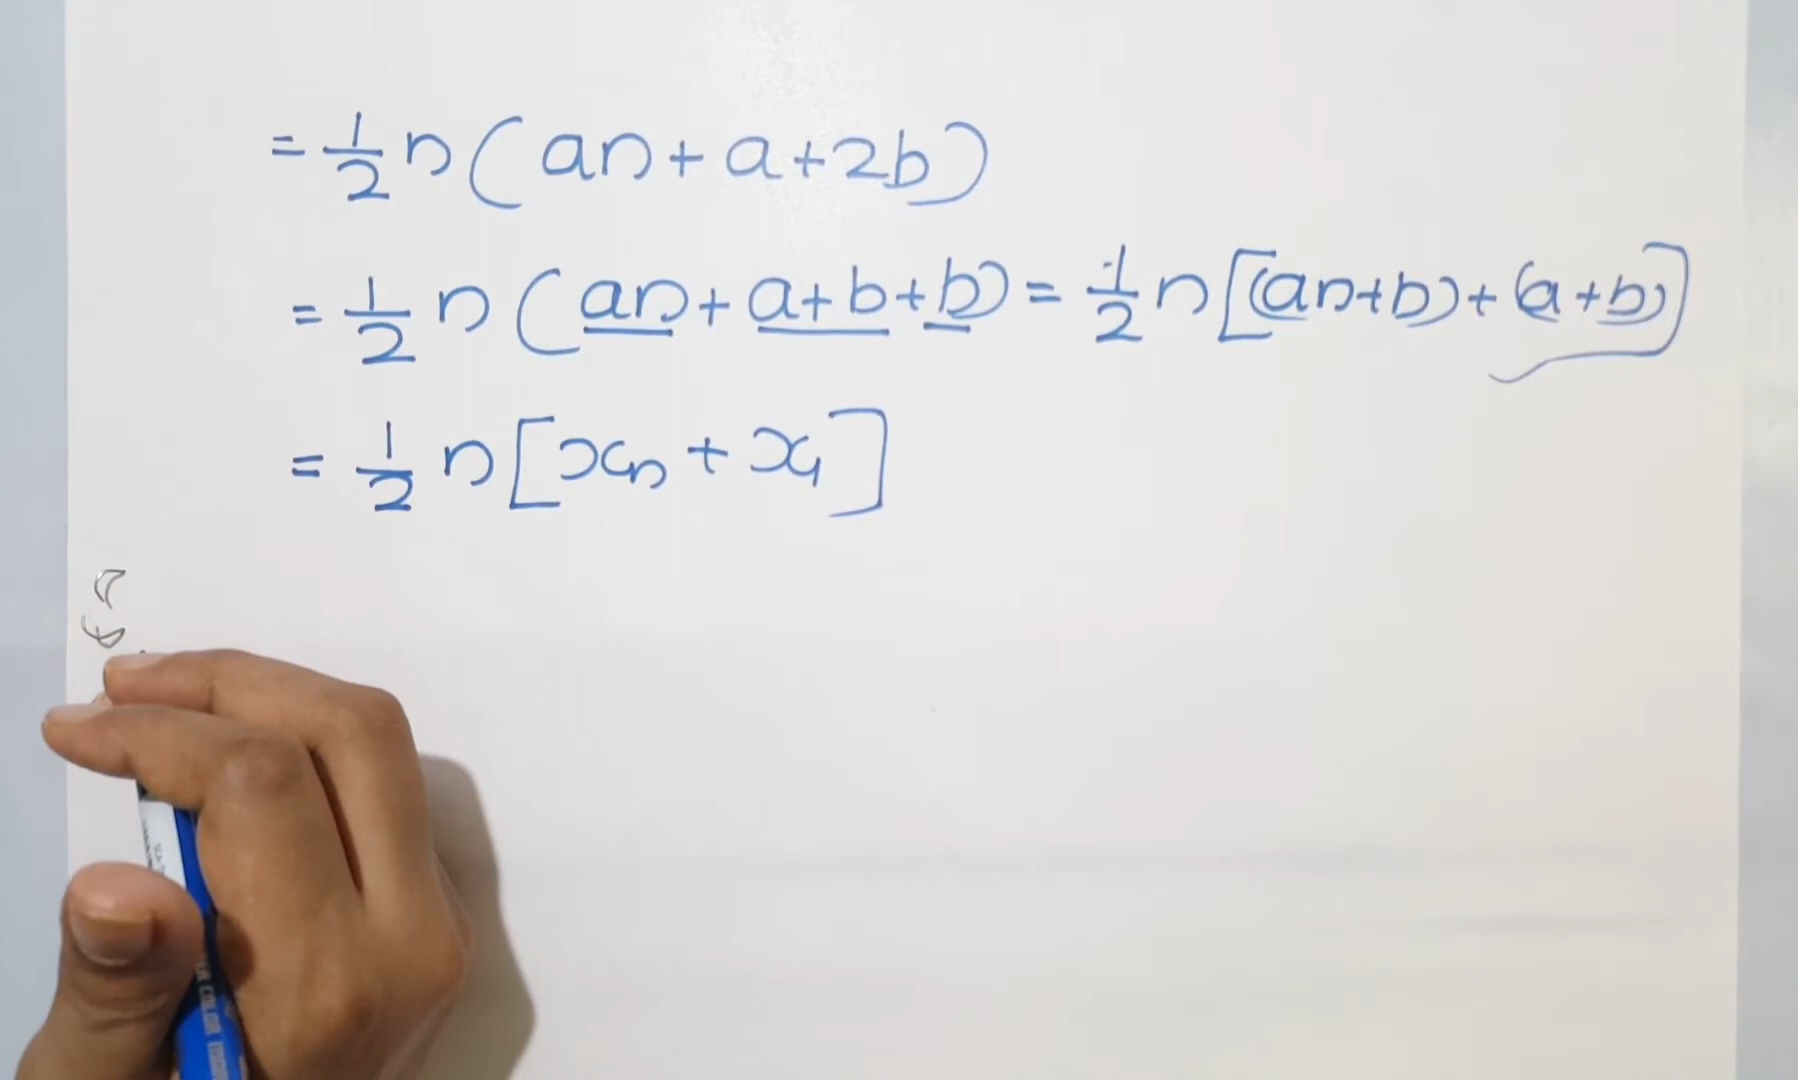 = 1/2 n ( an + a + 2b )
= 1/2 n ( an + a + b + b ) = 1/2 n [ (an + b) + (a + b) ]
= 1/2 n [ xₙ + x₁ ]